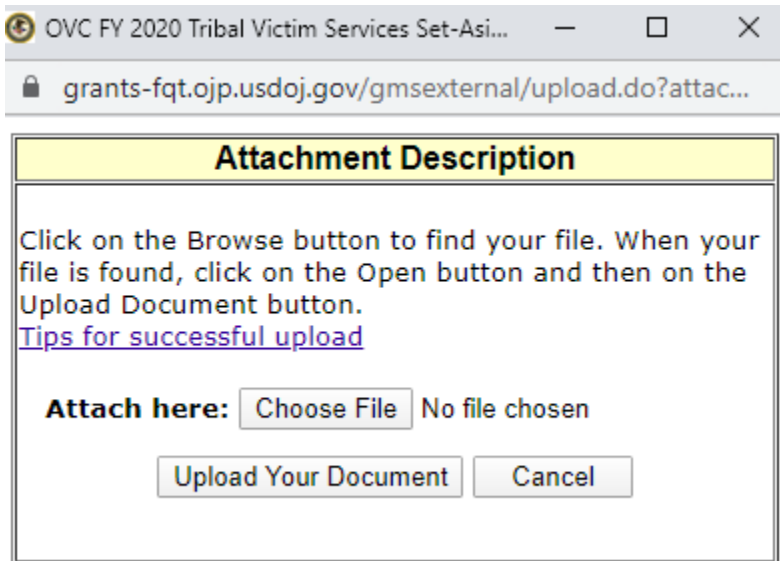 OVC FY 2020 Tribal Victim Services Set-Asi...
grants-fqt.ojp.usdoj.gov/gmsexternal/upload.do?attac...
Attachment Description
Click on the Browse button to find your file. When your
file is found, click on the Open button and then on the
Upload Document button.
Tips for successful upload
Attach here: Choose File No file chosen
Upload Your Document Cancel